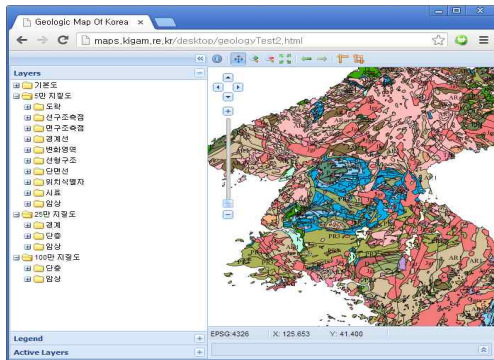 Geologic Map Of Korea
maps.kigam.re.kr/desktop/geologyTest2.html
Layers
기본도
5만 지질도
도곽
선구조측점
면구조측점
경계선
변화영역
선형구조
단면선
위치식별자
시료
암상
25만 지질도
경계
단층
암상
100만 지질도
단층
암상
Legend
Active Layers
EPSG:4326 X: 125.653 Y: 41.400